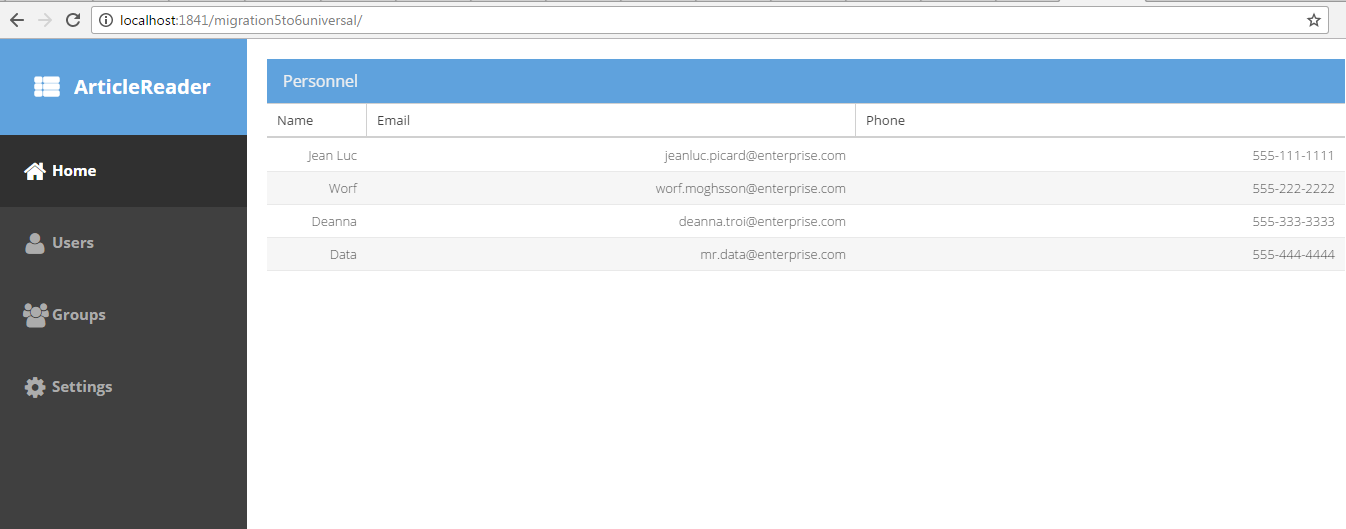 localhost:1841/migration5to6universal/
ArticleReader
Home
Users
Groups
Settings
Personnel
Name Email Phone
Jean Luc jeanluc.picard@enterprise.com 555-111-1111
Worf worf.moghsson@enterprise.com 555-222-2222
Deanna deanna.troi@enterprise.com 555-333-3333
Data mr.data@enterprise.com 555-444-4444